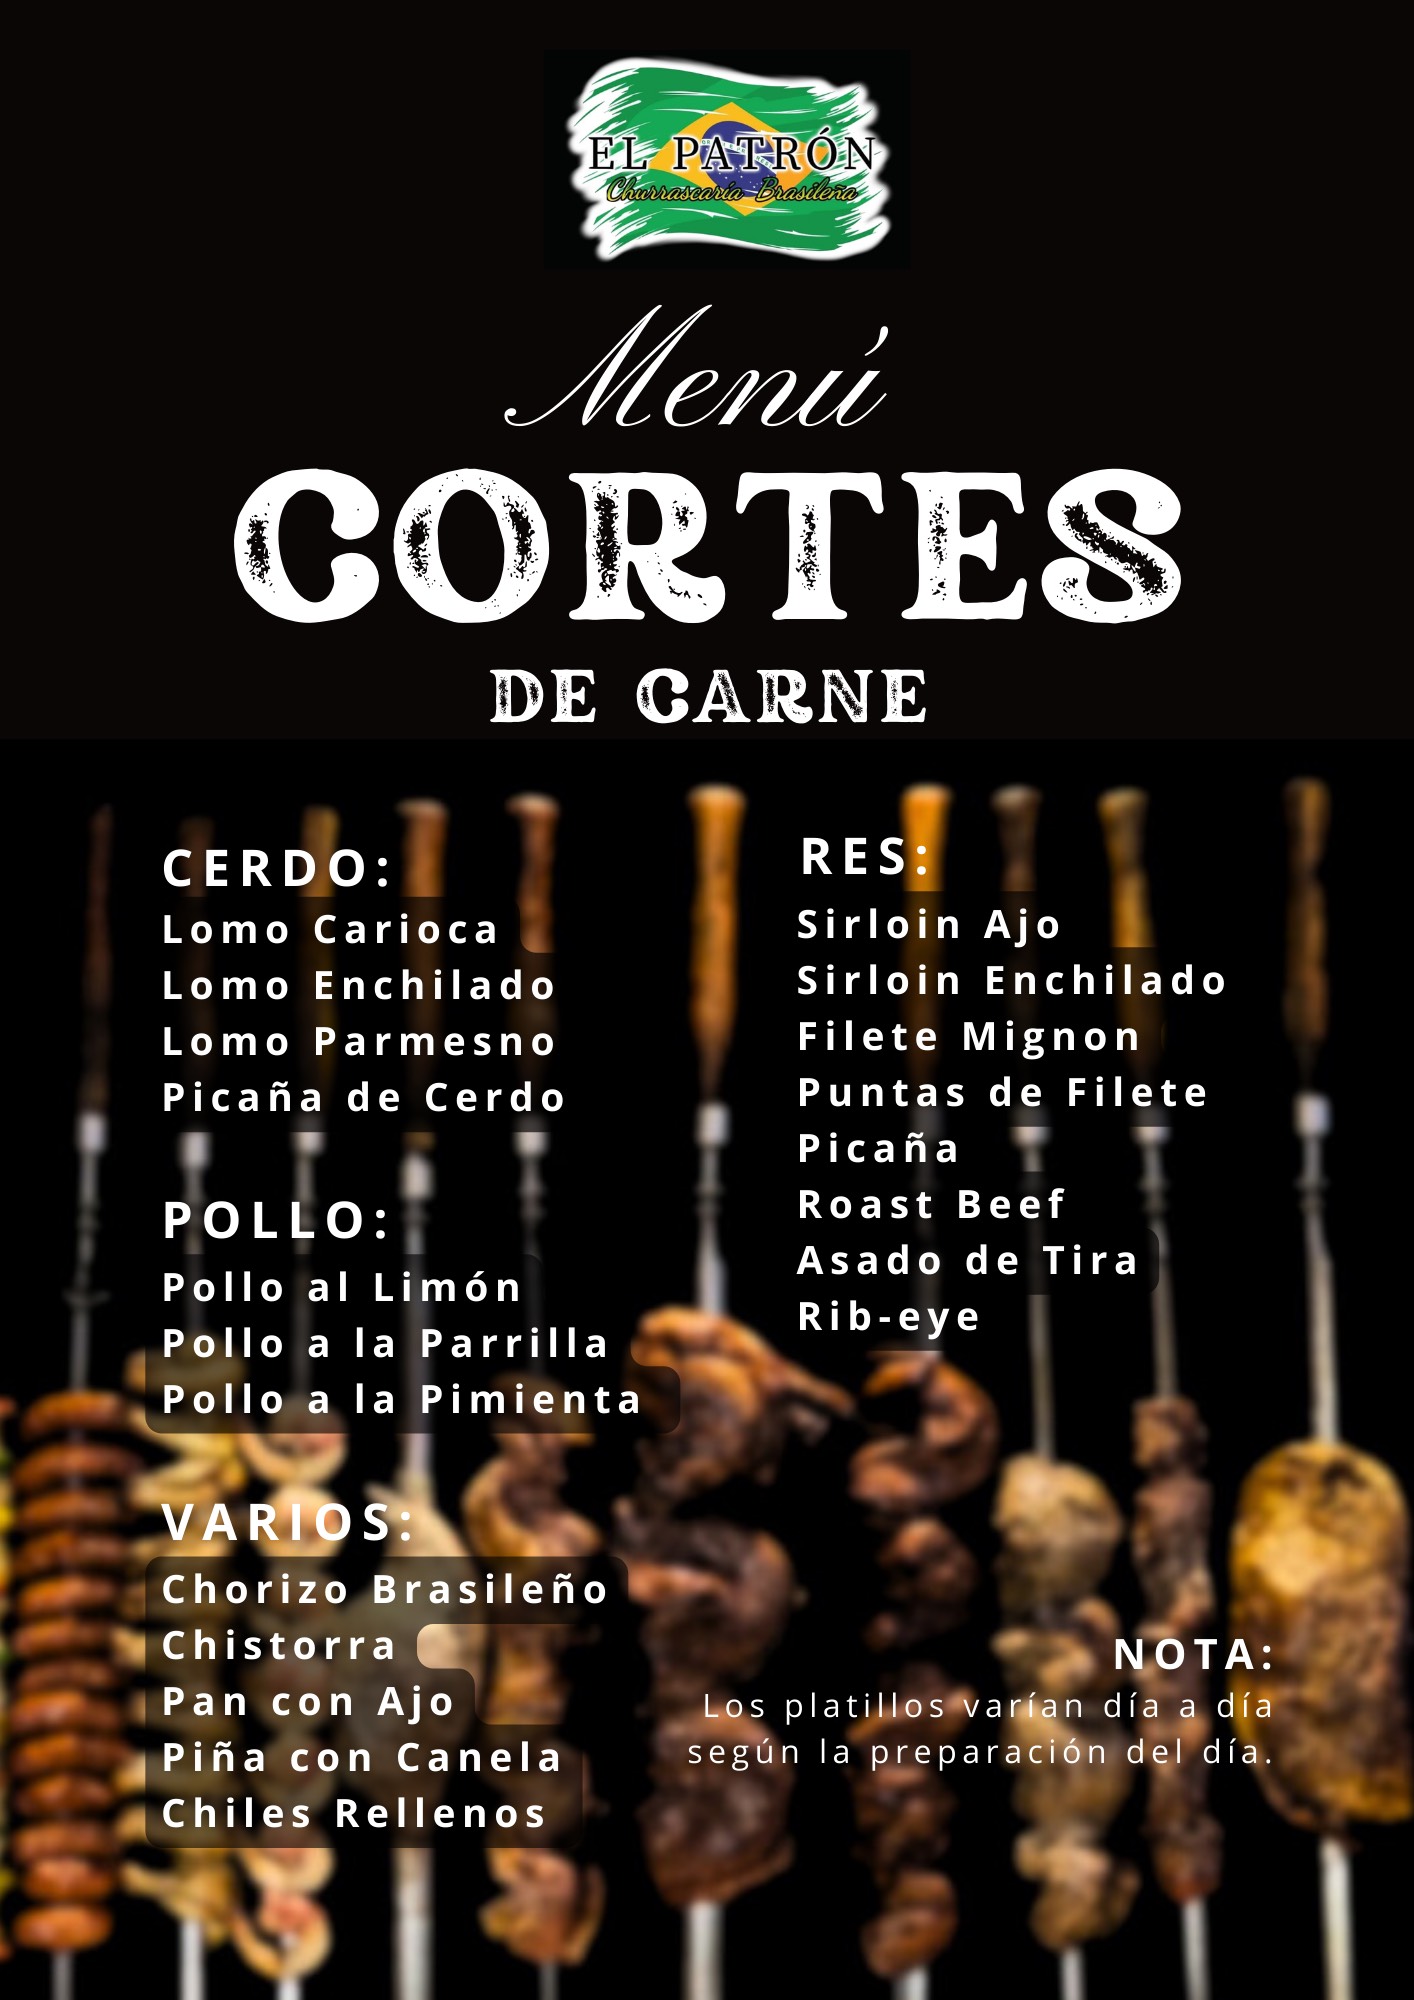 EL PATRÓN
Churrascaría Brasileña
Menú
CORTES
DE CARNE
CERDO:
Lomo Carioca
Lomo Enchilado
Lomo Parmesno
Picaña de Cerdo
POLLO:
Pollo al Limón
Pollo a la Parrilla
Pollo a la Pimienta
VARIOS:
Chorizo Brasileño
Chistorra
Pan con Ajo
Piña con Canela
Chiles Rellenos
RES:
Sirloin Ajo
Sirloin Enchilado
Filete Mignon
Puntas de Filete
Picaña
Roast Beef
Asado de Tira
Rib-eye
NOTA:
Los platillos varían día a día
según la preparación del día.